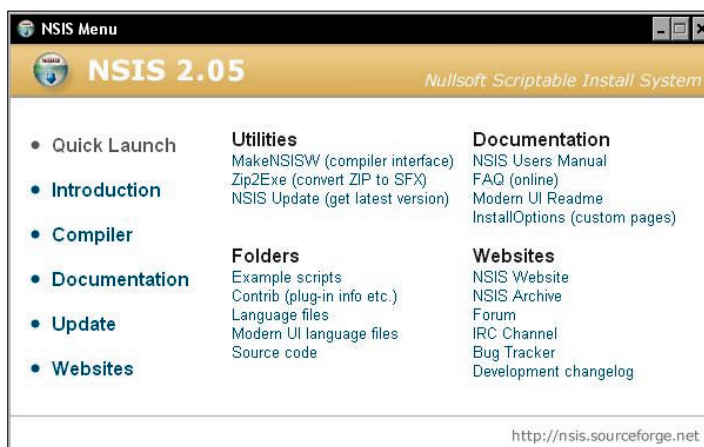 NSIS Menu
NSIS 2.05
Nullsoft Scriptable Install System
Quick Launch
Introduction
Compiler
Documentation
Update
Websites
Utilities
MakeNSISW (compiler interface)
Zip2Exe (convert ZIP to SFX)
NSIS Update (get latest version)
Documentation
NSIS Users Manual
FAQ (online)
Modern UI Readme
InstallOptions (custom pages)
Folders
Example scripts
Contrib (plug-in info etc.)
Language files
Modern UI language files
Source code
Websites
NSIS Website
NSIS Archive
Forum
IRC Channel
Bug Tracker
Development changelog
http://nsis.sourceforge.net